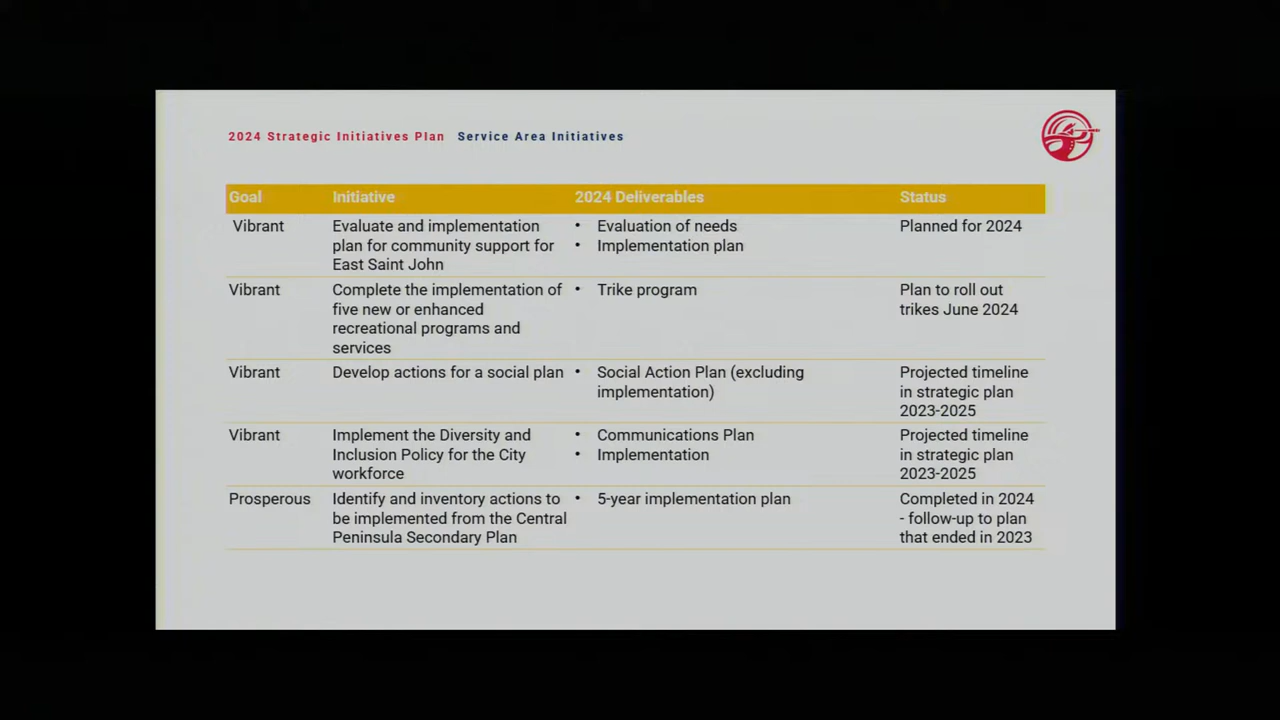 2024 Strategic Initiatives Plan Service Area Initiatives
Goal Initiative 2024 Deliverables Status
Vibrant
Evaluate and implementation
plan for community support for
East Saint John
• Evaluation of needs
• Implementation plan
Planned for 2024
Vibrant
Complete the implementation of
five new or enhanced
recreational programs and
services
• Trike program
Plan to roll out
trikes June 2024
Vibrant
Develop actions for a social plan
• Social Action Plan (excluding
implementation)
Projected timeline
in strategic plan
2023-2025
Vibrant
Implement the Diversity and
Inclusion Policy for the City
workforce
• Communications Plan
• Implementation
Projected timeline
in strategic plan
2023-2025
Prosperous
Identify and inventory actions to
be implemented from the Central
Peninsula Secondary Plan
• 5-year implementation plan
Completed in 2024
- follow-up to plan
that ended in 2023